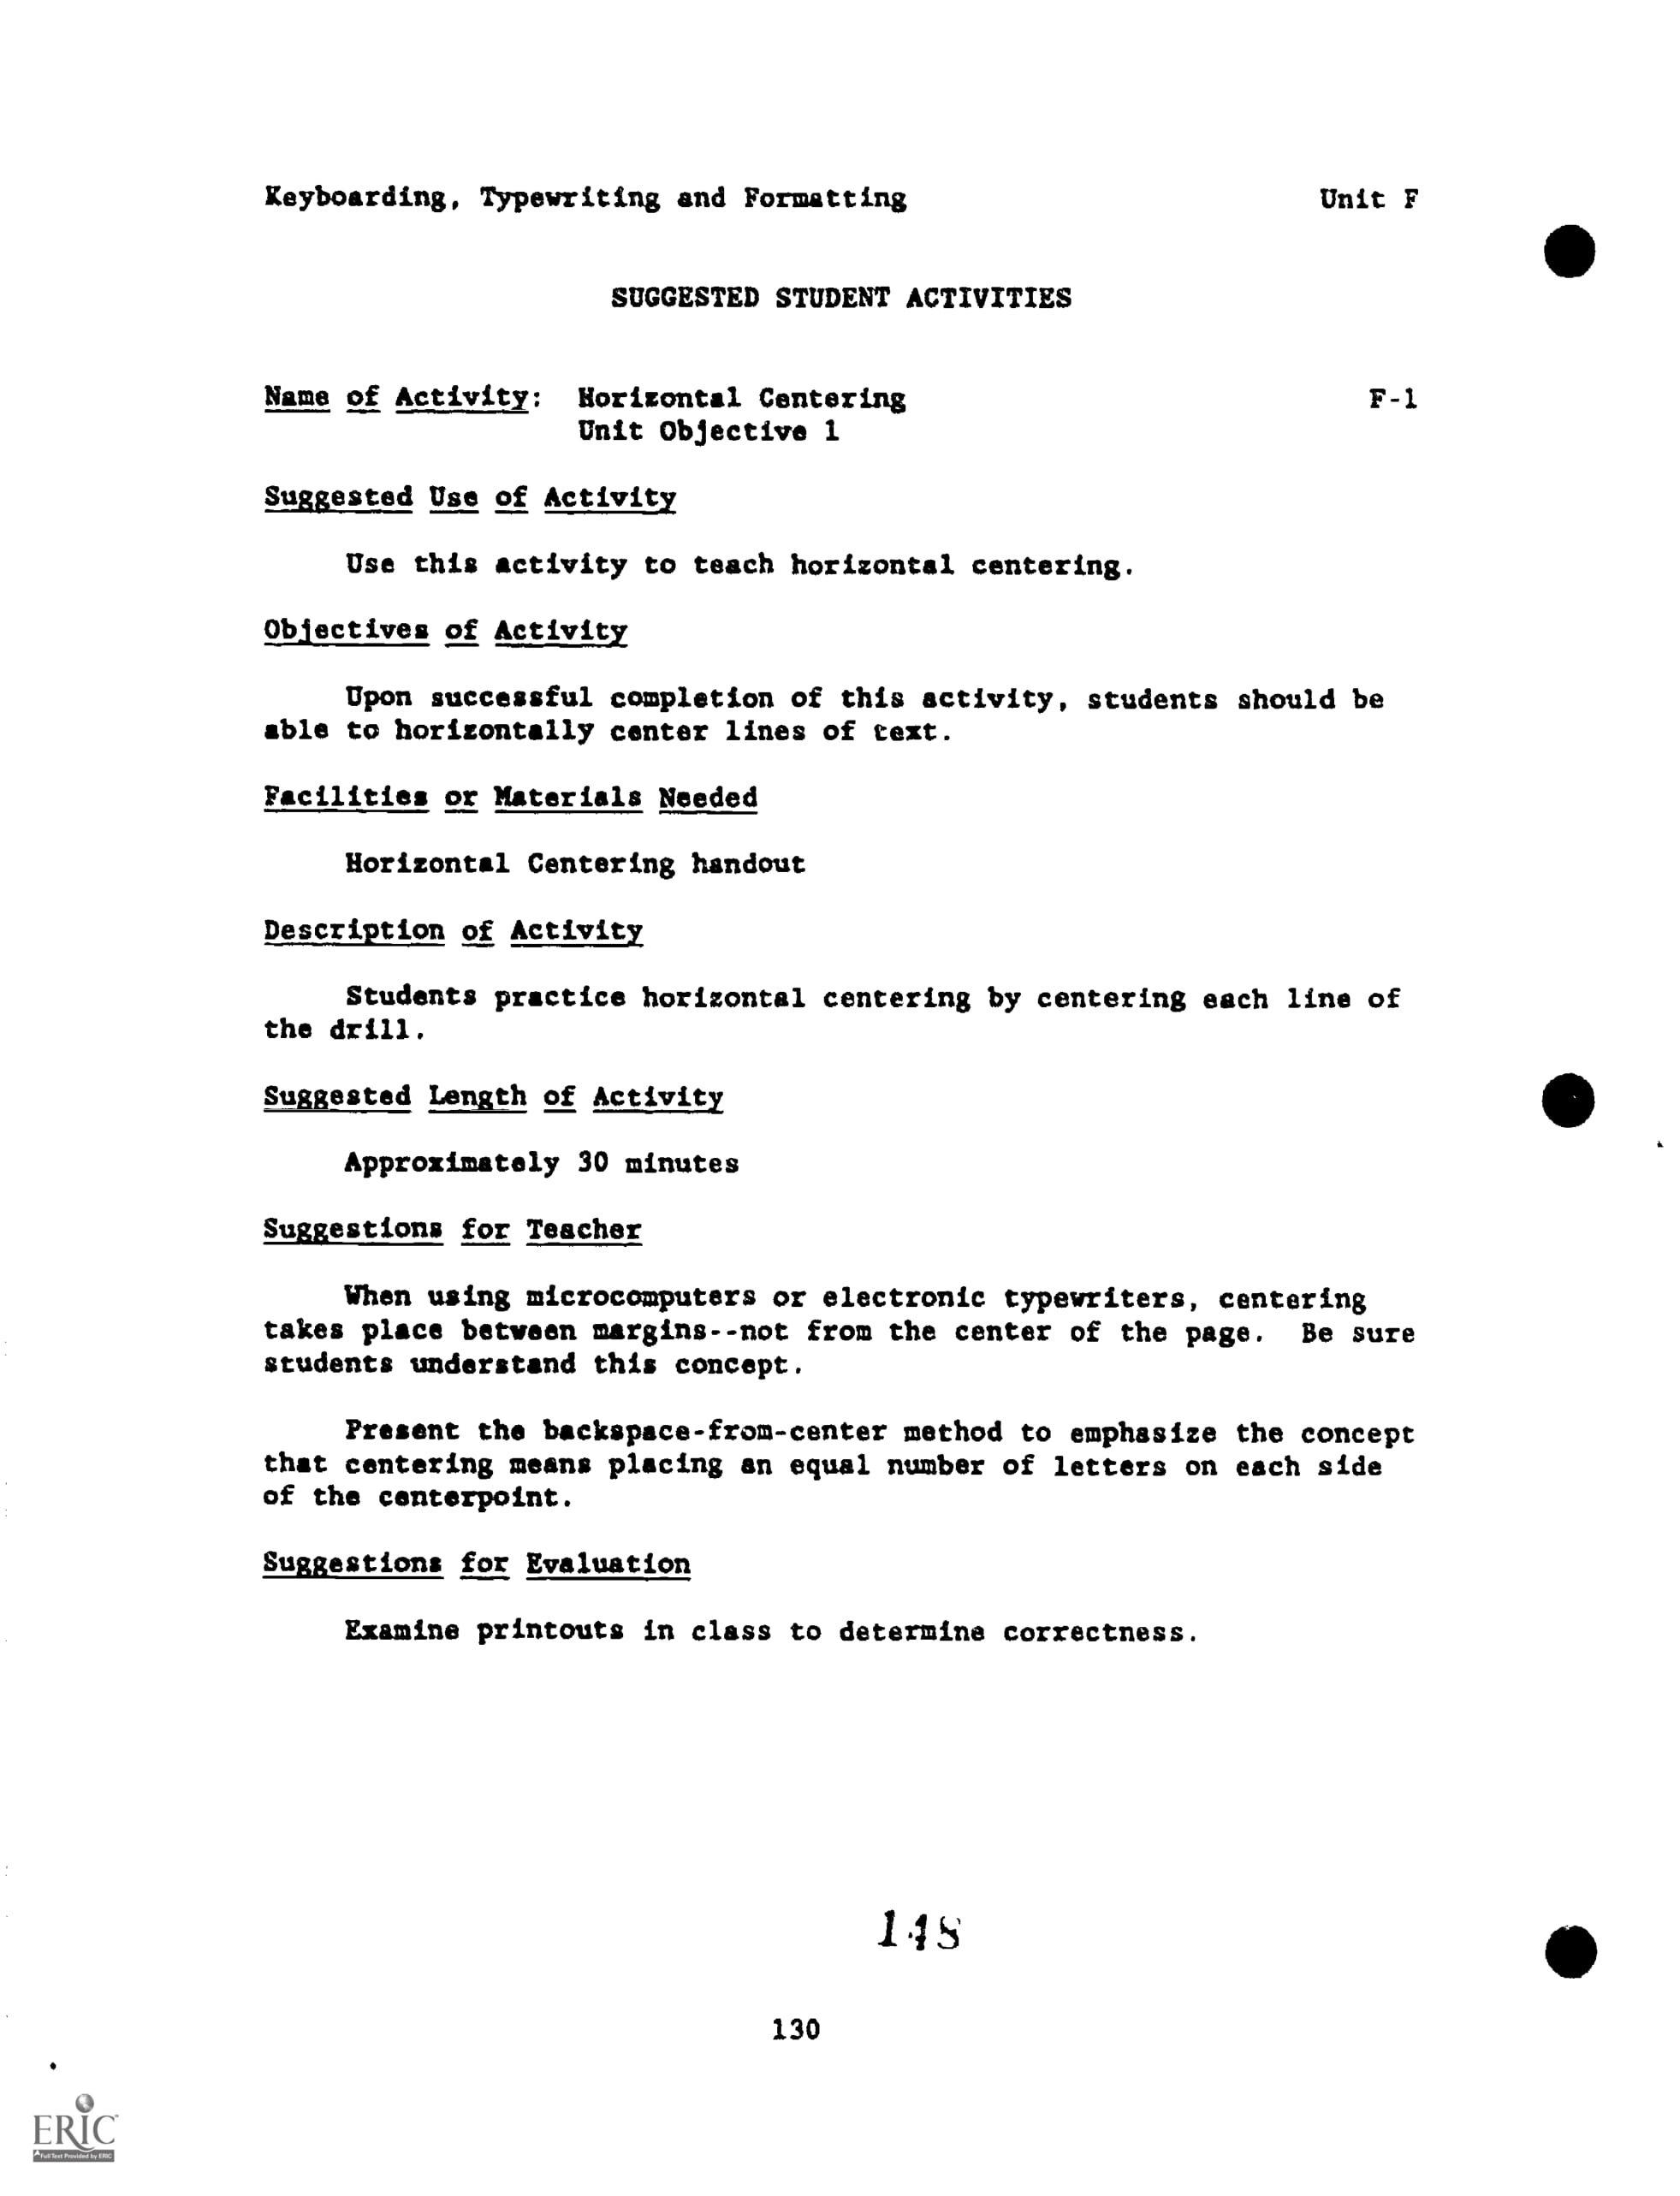 Keyboarding, Typewriting and Formatting Unit F
SUGGESTED STUDENT ACTIVITIES
Name of Activity: Horizontal Centering F-1
Unit Objective 1
Suggested Use of Activity
Use this activity to teach horizontal centering.
Objectives of Activity
Upon successful completion of this activity, students should be
able to horizontally center lines of text.
Facilities or Materials Needed
Horizontal Centering handout
Description of Activity
Students practice horizontal centering by centering each line of
the drill.
Suggested Length of Activity
Approximately 30 minutes
Suggestions for Teacher
When using microcomputers or electronic typewriters, centering
takes place between margins--not from the center of the page. Be sure
students understand this concept.
Present the backspace-from-center method to emphasize the concept
that centering means placing an equal number of letters on each side
of the centerpoint.
Suggestions for Evaluation
Examine printouts in class to determine correctness.
148
130
ERIC
Full Text Provided by ERIC